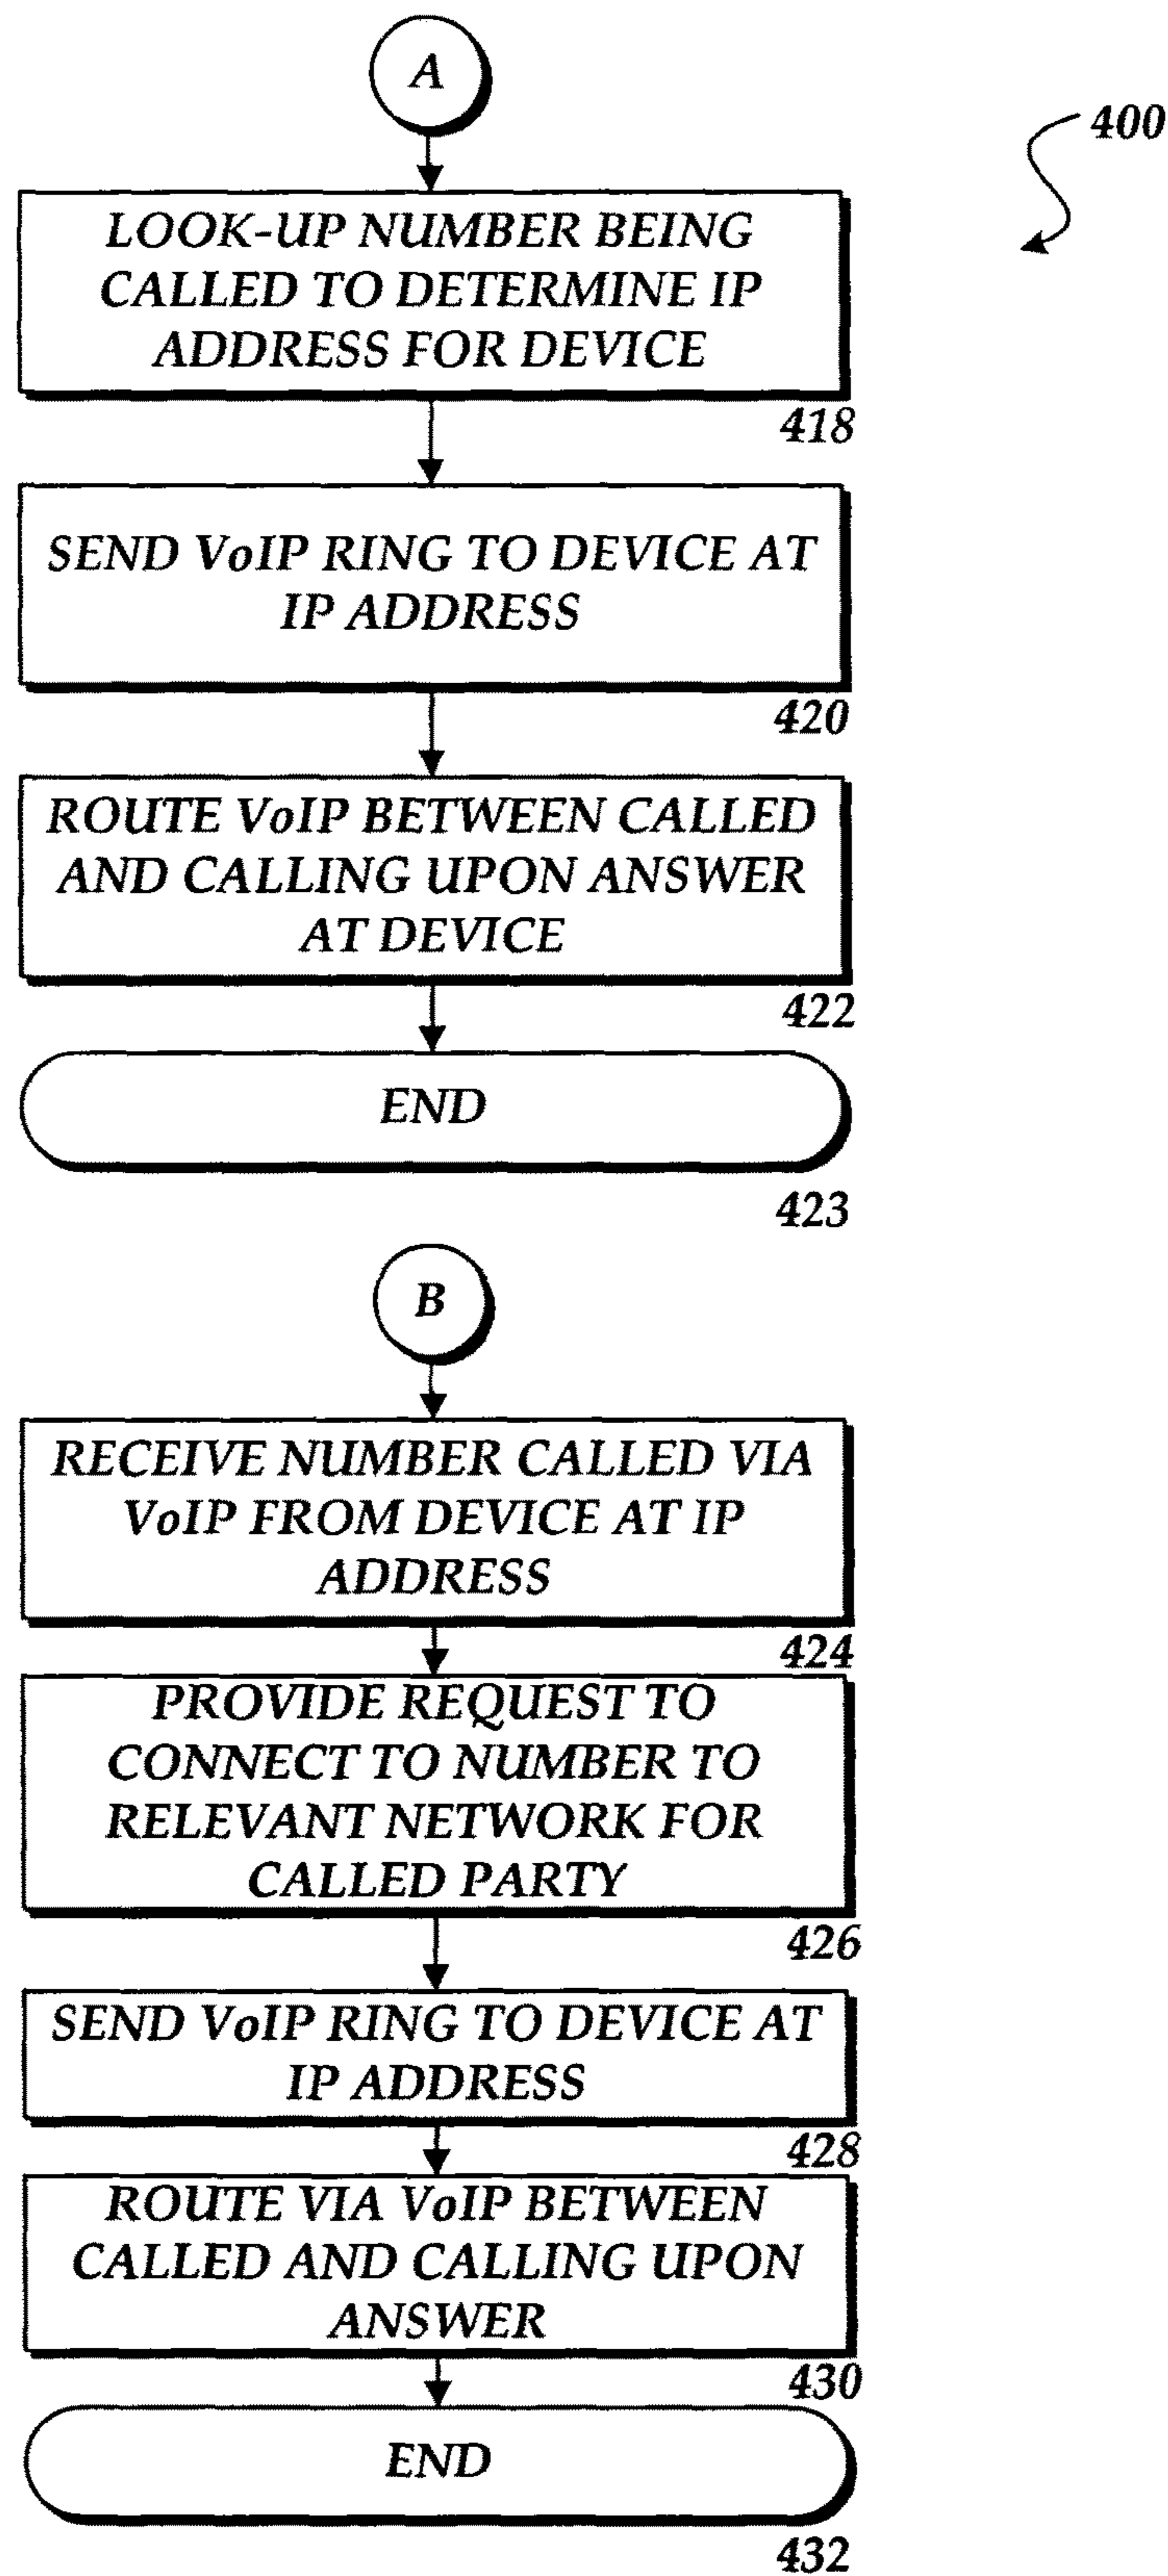 A
400
LOOK-UP NUMBER BEING
CALLED TO DETERMINE IP
ADDRESS FOR DEVICE
418
SEND VoIP RING TO DEVICE AT
IP ADDRESS
420
ROUTE VoIP BETWEEN CALLED
AND CALLING UPON ANSWER
AT DEVICE
422
END
423
B
RECEIVE NUMBER CALLED VIA
VoIP FROM DEVICE AT IP
ADDRESS
424
PROVIDE REQUEST TO
CONNECT TO NUMBER TO
RELEVANT NETWORK FOR
CALLED PARTY
426
SEND VoIP RING TO DEVICE AT
IP ADDRESS
428
ROUTE VIA VoIP BETWEEN
CALLED AND CALLING UPON
ANSWER
430
END
432